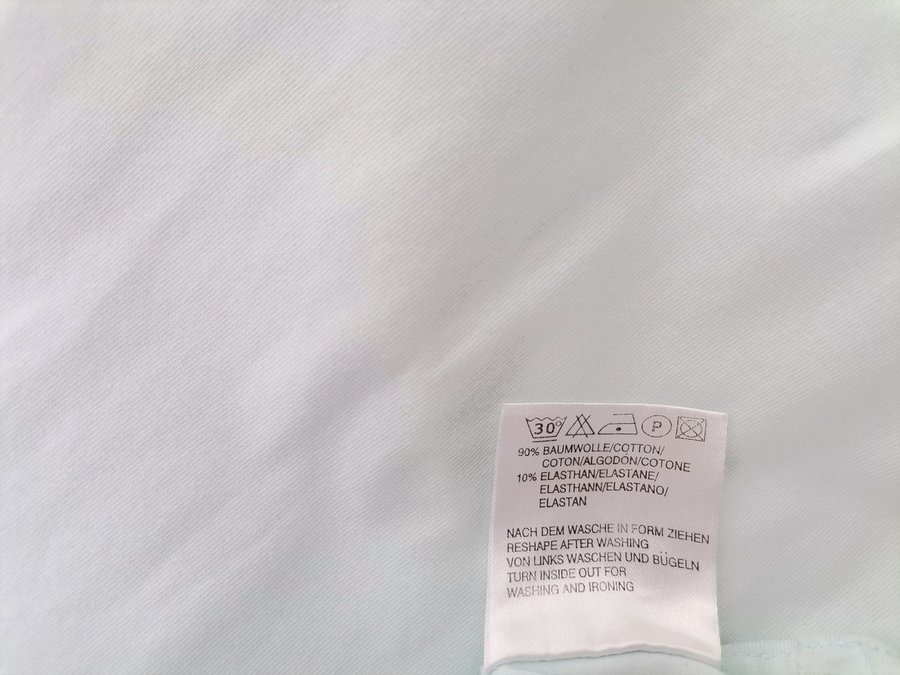 30° P
90% BAUMWOLLE/COTTON/
COTON/ALGODÓN/COTONE
10% ELASTHAN/ELASTANE/
ELASTHANN/ELASTANO/
ELASTAN
NACH DEM WASCHE IN FORM ZIEHEN
RESHAPE AFTER WASHING
VON LINKS WASCHEN UND BÜGELN
TURN INSIDE OUT FOR
WASHING AND IRONING